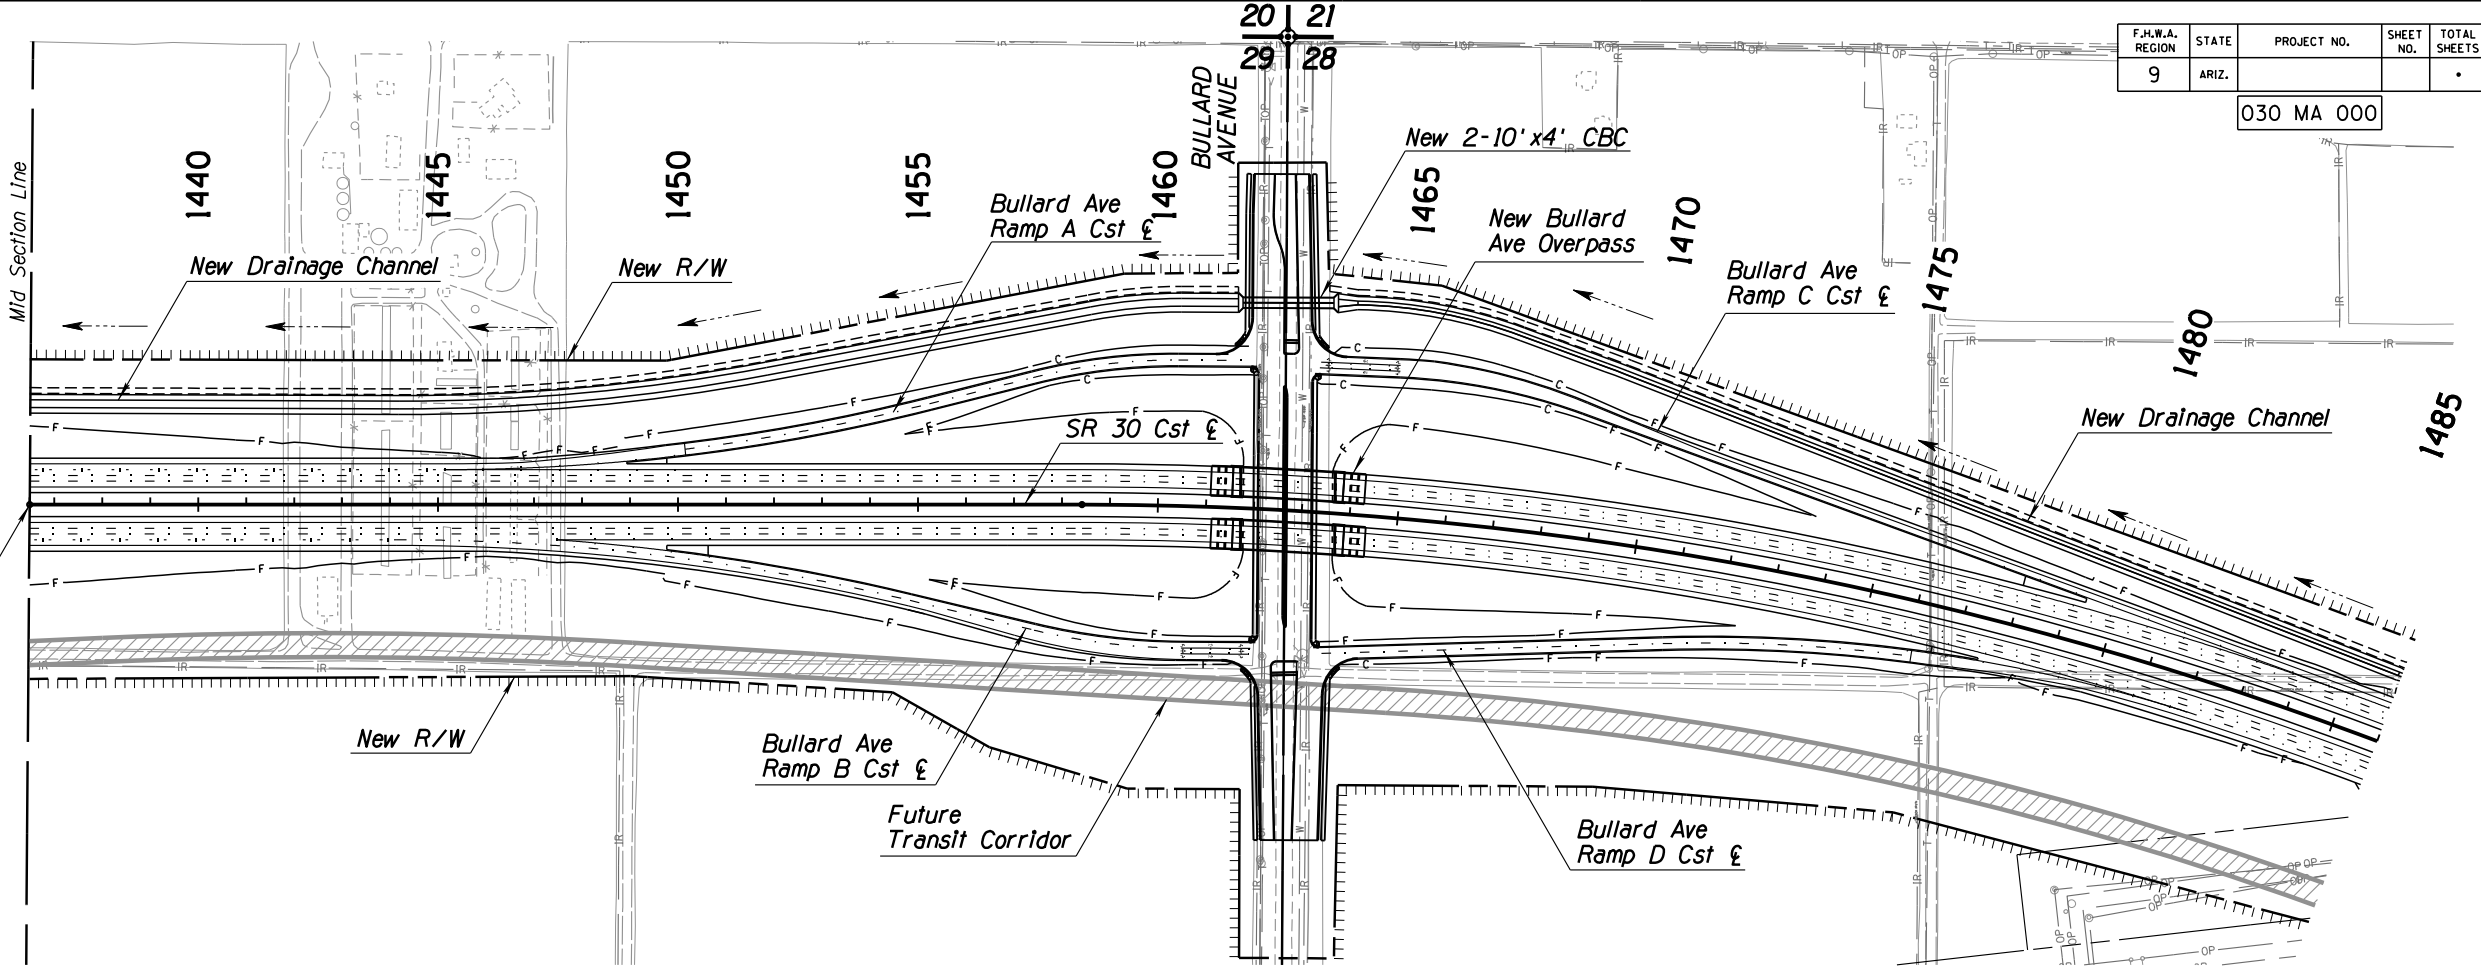 20 21
29 28
F.H.W.A. REGION STATE PROJECT NO. SHEET NO. TOTAL SHEETS
9 ARIZ.
030 MA 000
Mid Section Line
BULLARD
AVENUE
New 2-10'x4' CBC
1440
1445
1450
1455
1460
1465
1470
1475
1480
1485
Bullard Ave
Ramp A Cst ℄
New Bullard
Ave Overpass
New Drainage Channel
New R/W
Bullard Ave
Ramp C Cst ℄
SR 30 Cst ℄
New Drainage Channel
New R/W
Bullard Ave
Ramp B Cst ℄
Future
Transit Corridor
Bullard Ave
Ramp D Cst ℄